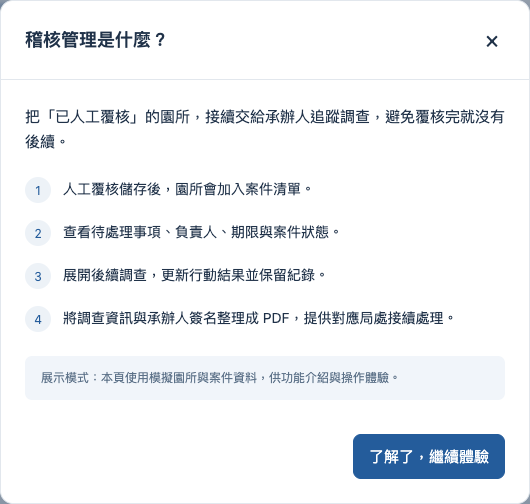 稽核管理是什麼？
×
把「已人工覆核」的園所，接續交給承辦人追蹤調查，避免覆核完就沒有
後續。
1 人工覆核儲存後，園所會加入案件清單。
2 查看待處理事項、負責人、期限與案件狀態。
3 展開後續調查，更新行動結果並保留紀錄。
4 將調查資訊與承辦人簽名整理成 PDF，提供對應局處接續處理。
展示模式：本頁使用模擬園所與案件資料，供功能介紹與操作體驗。
了解了，繼續體驗